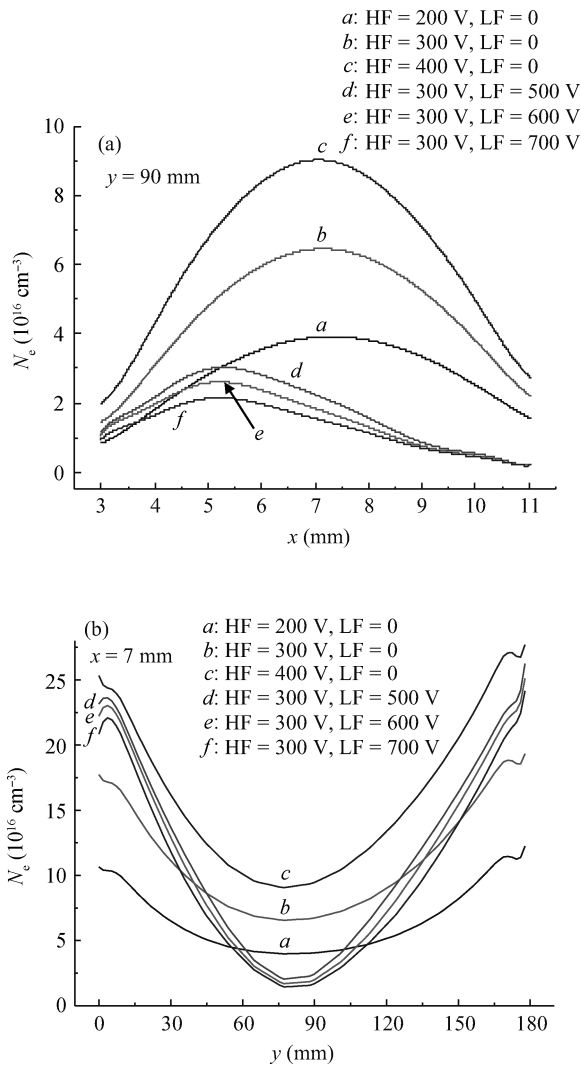 a: HF = 200 V, LF = 0
b: HF = 300 V, LF = 0
c: HF = 400 V, LF = 0
d: HF = 300 V, LF = 500 V
e: HF = 300 V, LF = 600 V
f: HF = 300 V, LF = 700 V
(a)
y = 90 mm
c
b
a
d
e
f
10
8
6
4
2
0
Nₑ (10¹⁶ cm⁻³)
3 4 5 6 7 8 9 10 11
x (mm)
(b)
x = 7 mm
a: HF = 200 V, LF = 0
b: HF = 300 V, LF = 0
c: HF = 400 V, LF = 0
d: HF = 300 V, LF = 500 V
e: HF = 300 V, LF = 600 V
f: HF = 300 V, LF = 700 V
d
e
f
c
b
a
25
20
15
10
5
0
Nₑ (10¹⁶ cm⁻³)
0 30 60 90 120 150 180
y (mm)